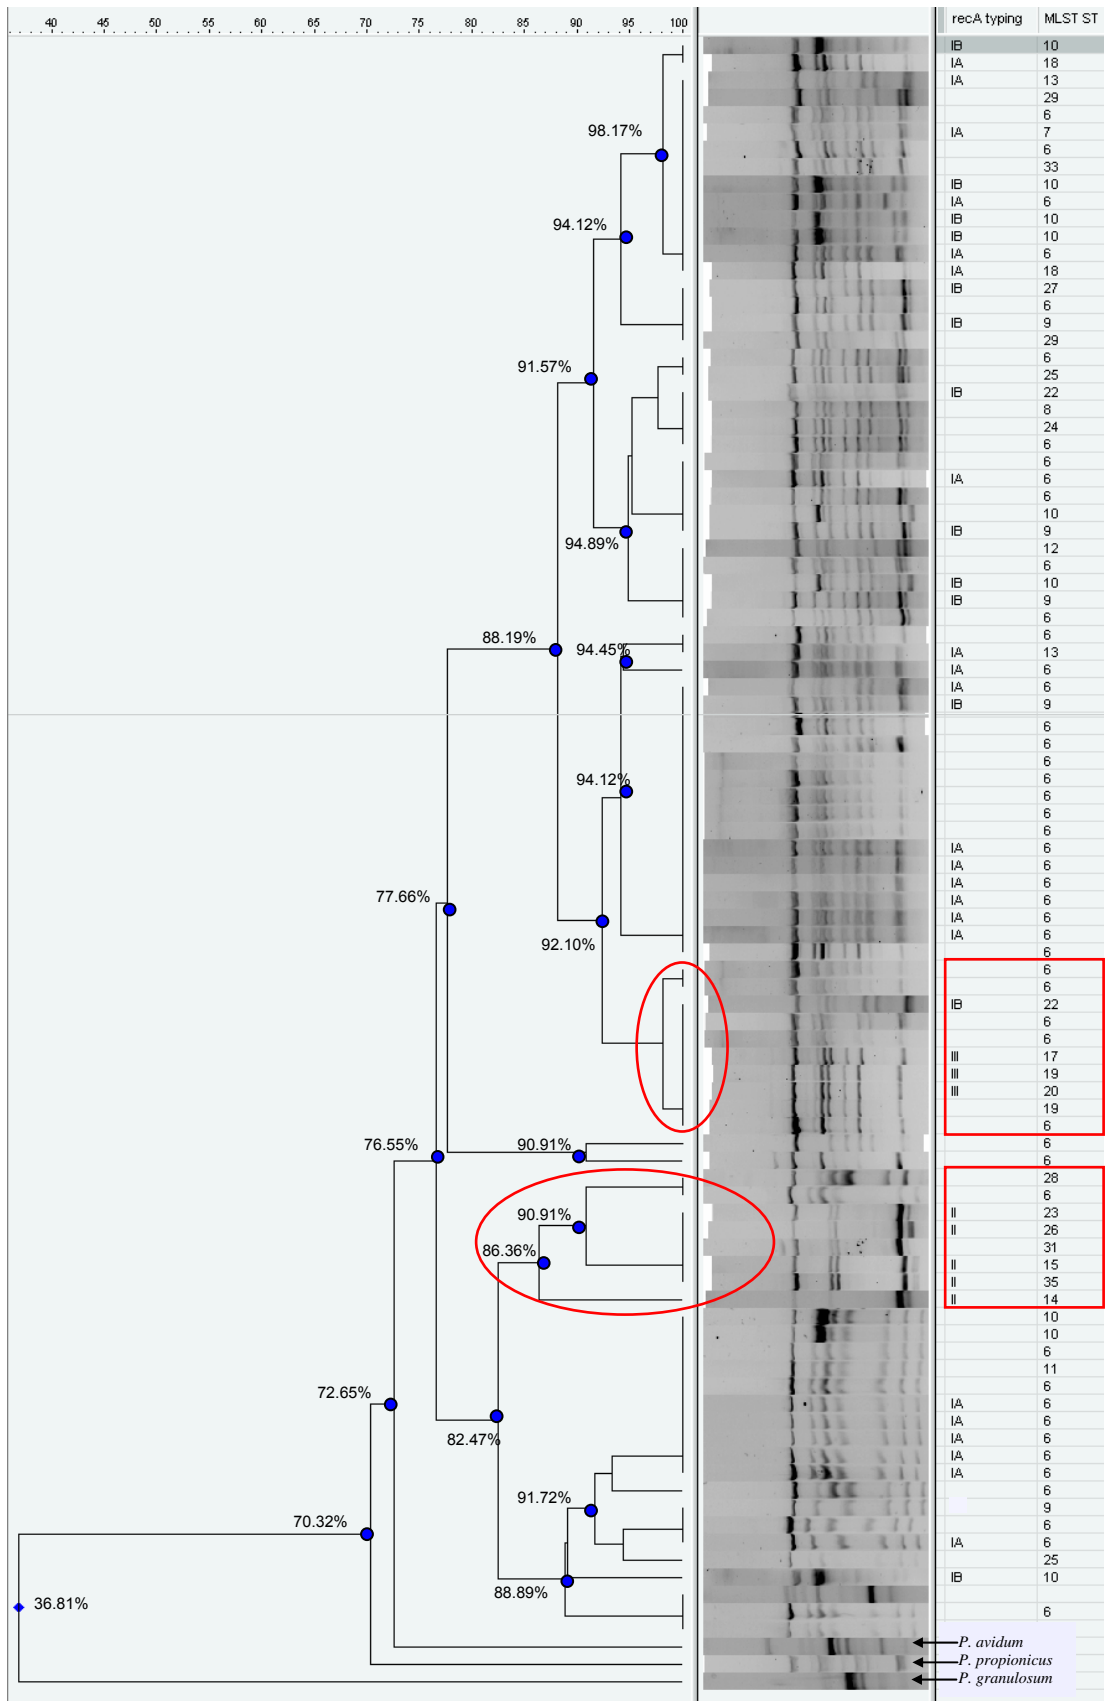 40 45 50 55 60 65 70 75 80 85 90 95 100 recA typing MLST ST
IB 10
IA 18
IA 13
29
6
98.17% IA 7
6
33
IB 10
IA 6
94.12% IB 10
IB 10
IA 6
IA 18
IB 27
6
IB 9
29
6
91.57% 25
IB 22
8
24
6
6
IA 6
6
10
IB 9
94.89% 12
6
IB 10
IB 9
6
88.19% 6
94.45% IA 13
IA 6
IA 6
IB 9
6
6
6
94.12% 6
6
6
6
IA 6
IA 6
IA 6
77.66% IA 6
IA 6
IA 6
92.10% 6
6
6
IB 22
6
6
III 17
III 19
III 20
19
6
76.55% 90.91% 6
6
28
6
90.91% II 23
II 26
86.36% 31
II 15
II 35
II 14
10
10
6
11
72.65% 6
IA 6
IA 6
82.47% IA 6
IA 6
IA 6
6
91.72% 9
70.32% 6
IA 6
25
88.89% IB 10
36.81% 6
P. avidum
P. propionicus
P. granulosum